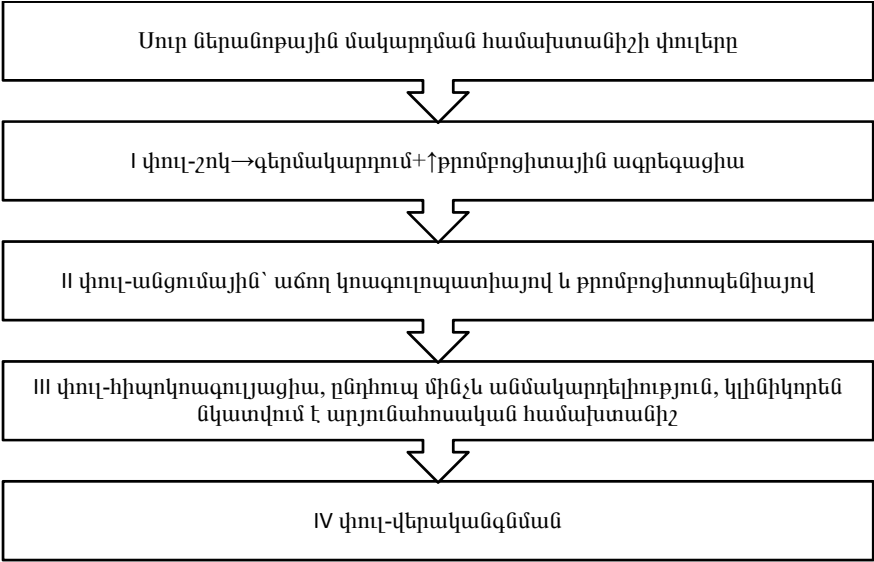 Սուր ներանոթային մակարդման համախտանիշի փուլերը
I փուլ-շոկ→գերմակարդում+↑թրոմբոցիտային ագրեգացիա
II փուլ-անցումային՝ աճող կոագուլոպատիայով և թրոմբոցիտոպենիայով
III փուլ-հիպոկոագուլյացիա, ընդհուպ մինչև անմակարդելիություն, կլինիկորեն
նկատվում է արյունահոսական համախտանիշ
IV փուլ-վերականգնման